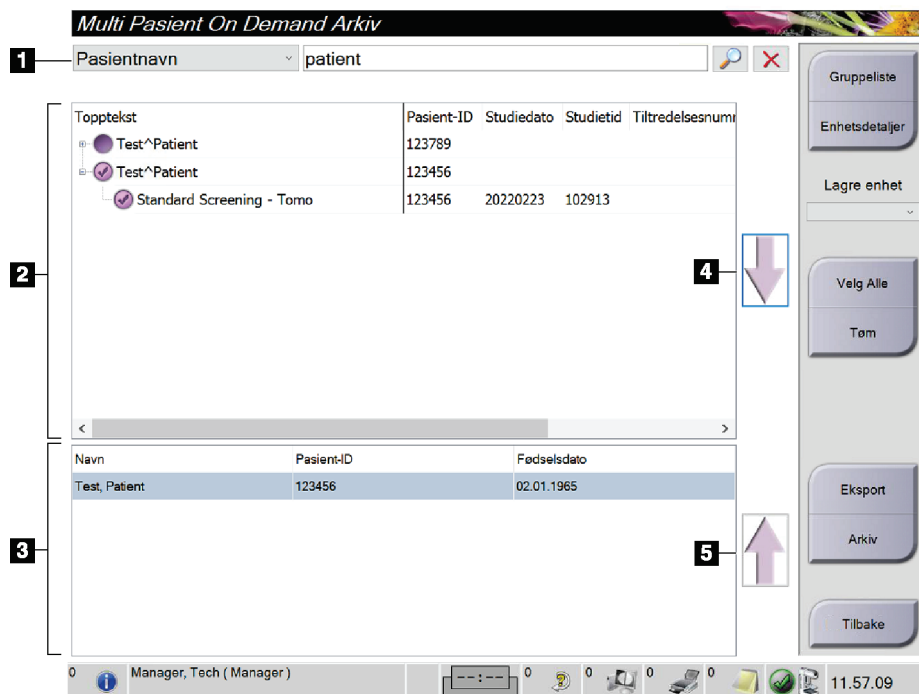 Multi Pasient On Demand Arkiv
1
Pasientnavn
patient
Gruppeliste
Enhetsdetaljer
Lagre enhet
Velg Alle
Tøm
Eksport
Arkiv
Tilbake
2
Topptekst Pasient-ID Studiedato Studietid Tiltredelsesnumr
Test^Patient 123789
Test^Patient 123456
Standard Screening - Tomo 123456 20220223 102913
4
3
Navn Pasient-ID Fødselsdato
Test, Patient 123456 02.01.1965
5
0 Manager, Tech ( Manager ) --:-- 0 0 0 0 11.57.09